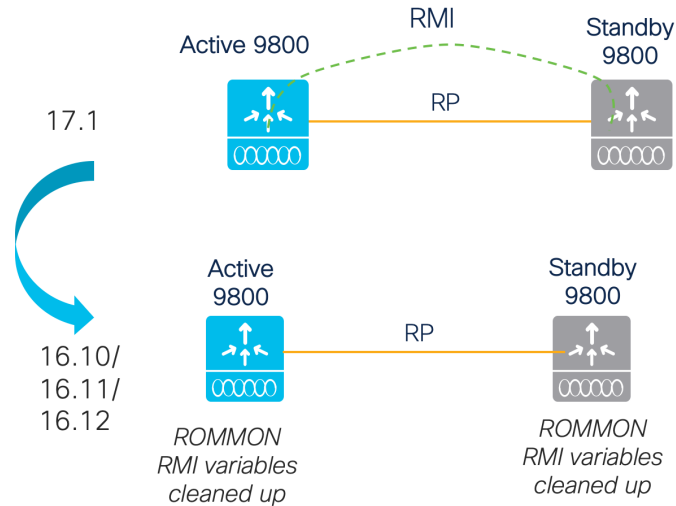 RMI
Active 9800
Standby
9800
RP
17.1
Active
9800
Standby
9800
RP
16.10/
16.11/
16.12
ROMMON
RMI variables
cleaned up
ROMMON
RMI variables
cleaned up